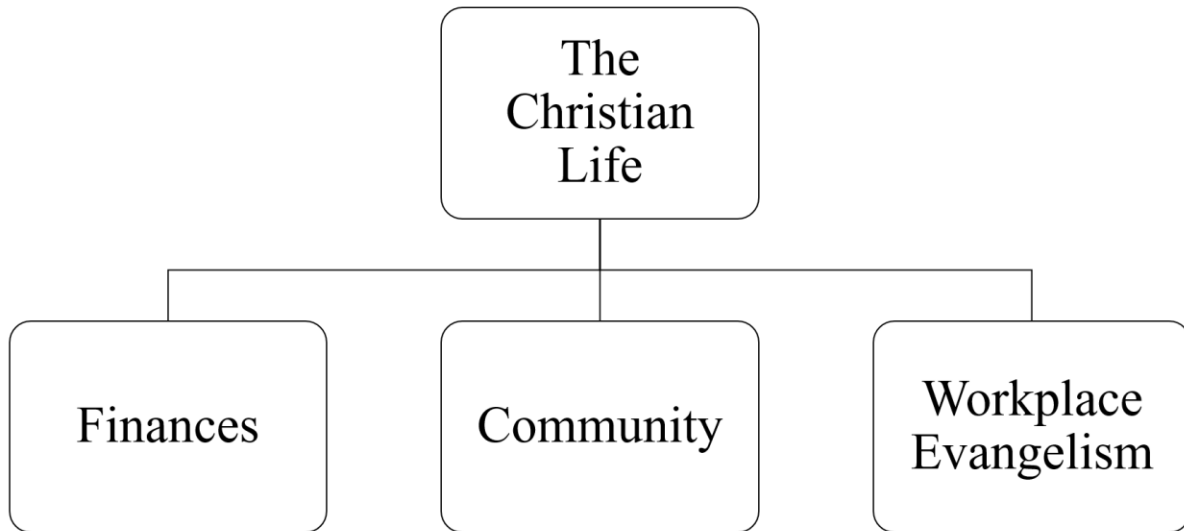 The
Christian
Life
Finances
Community
Workplace
Evangelism